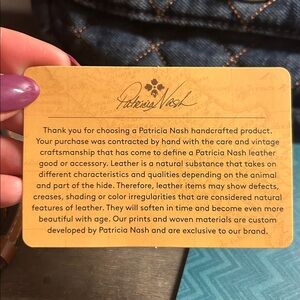 Patricia Nash
Thank you for choosing a Patricia Nash handcrafted product.
Your purchase was contracted by hand with the care and vintage
craftsmanship that has come to define a Patricia Nash leather
good or accessory. Leather is a natural substance that takes on
different characteristics and qualities depending on the animal
and part of the hide. Therefore, leather items may show defects,
creases, shading or color irregularities that are considered natural
features of leather. They will soften in time and become even more
beautiful with age. Our prints and woven materials are custom
developed by Patricia Nash and are exclusive to our brand.